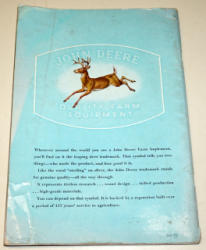 JOHN DEERE
QUALITY FARM
EQUIPMENT
Wherever around the world you see a John Deere Farm Implement,
you'll find on it the leaping deer trademark. That symbol tells you two
things—who made the product, and how good it is.
Like the word "sterling" on silver, the John Deere trademark stands
for genuine quality—all the way through.
It represents tireless research . . . sound design . . . skilled production
. . . high-grade materials.
You can depend on that symbol. It is backed by a reputation built over
a period of 117 years' service to agriculture.